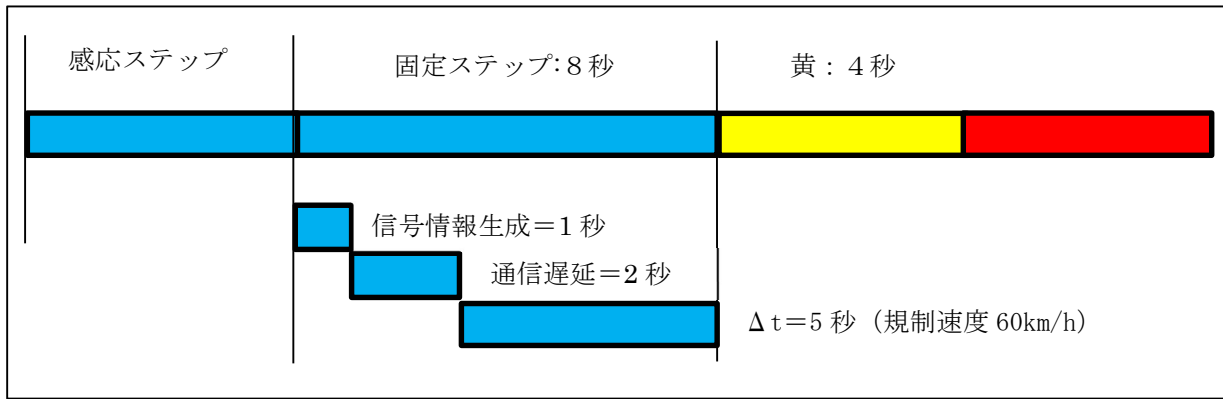 感応ステップ
固定ステップ:８秒
黄：４秒
信号情報生成＝１秒
通信遅延＝2 秒
Δt＝5 秒（規制速度 60km/h）